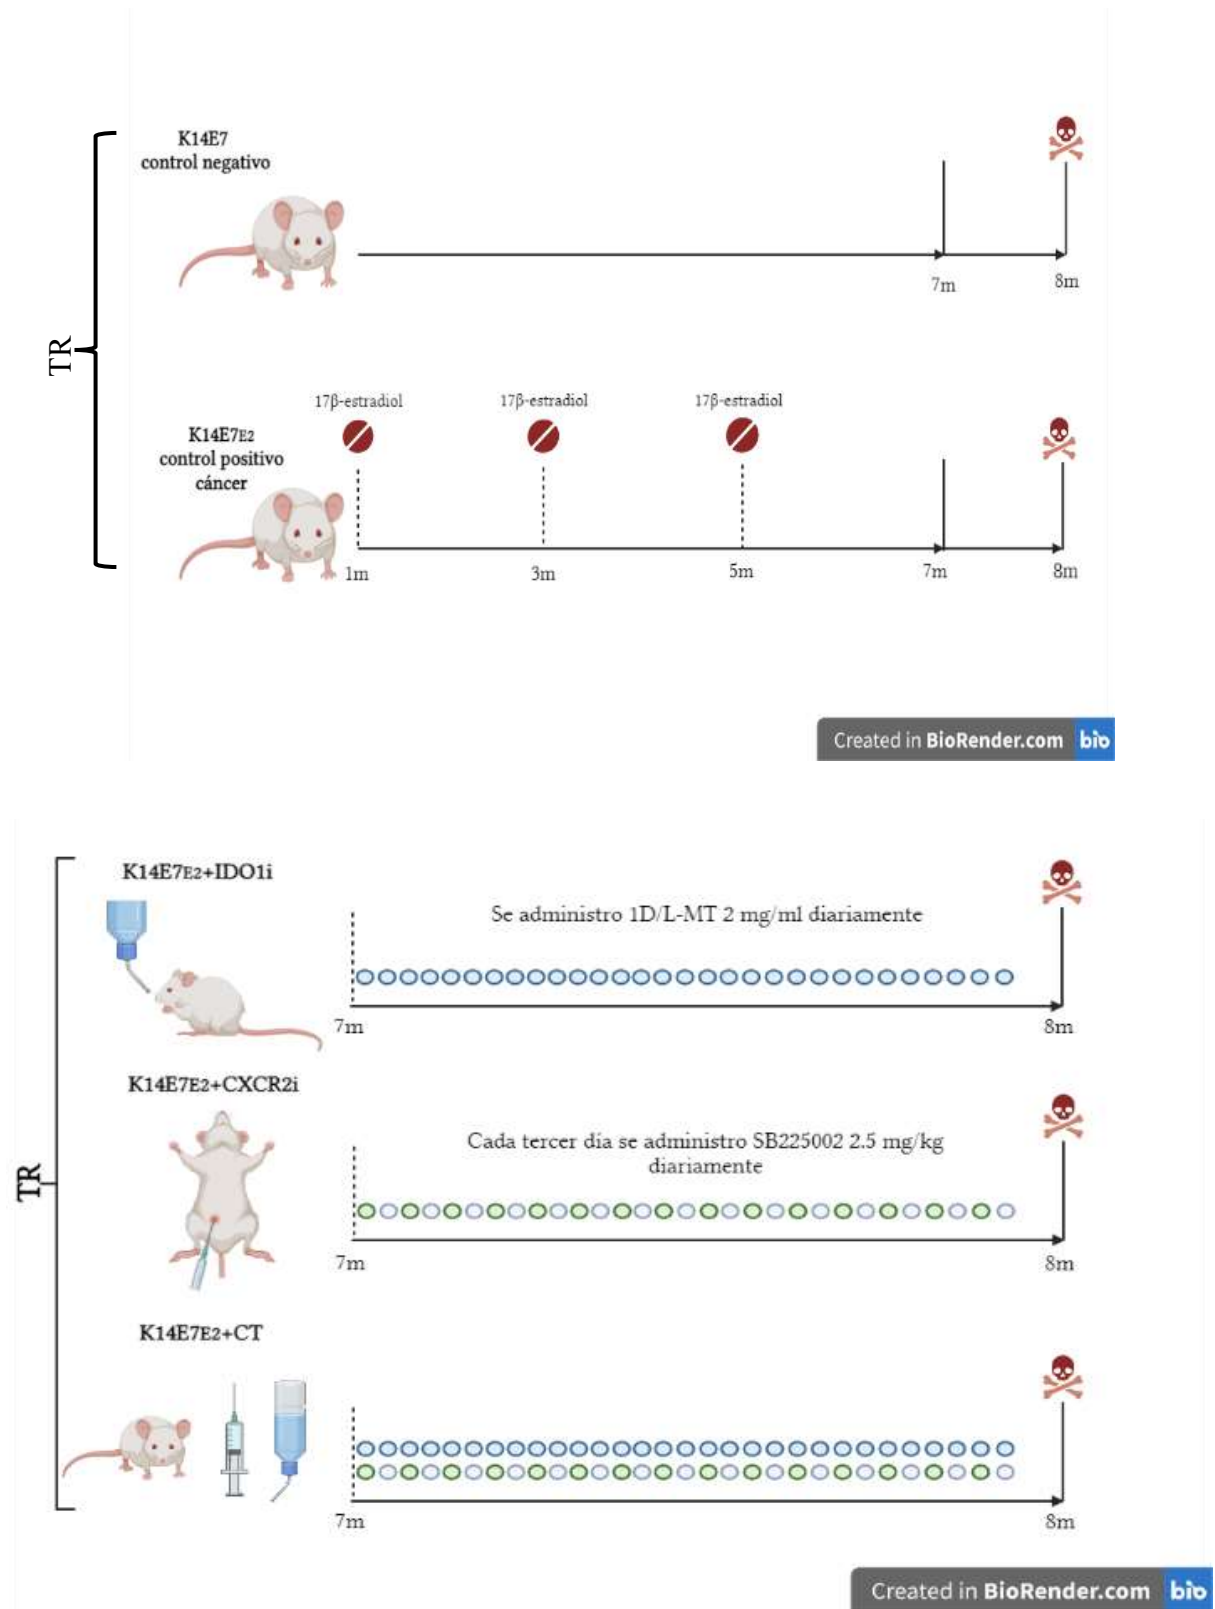 K14E7
control negativo
7m
8m
TR
17β-estradiol
17β-estradiol
17β-estradiol
K14E7E2
control positivo
cáncer
1m
3m
5m
7m
8m
Created in BioRender.com bio
K14E7E2+IDO1i
Se administro 1D/L-MT 2 mg/ml diariamente
7m
8m
K14E7E2+CXCR2i
Cada tercer día se administro SB225002 2.5 mg/kg
diariamente
TR
7m
8m
K14E7E2+CT
7m
8m
Created in BioRender.com bio